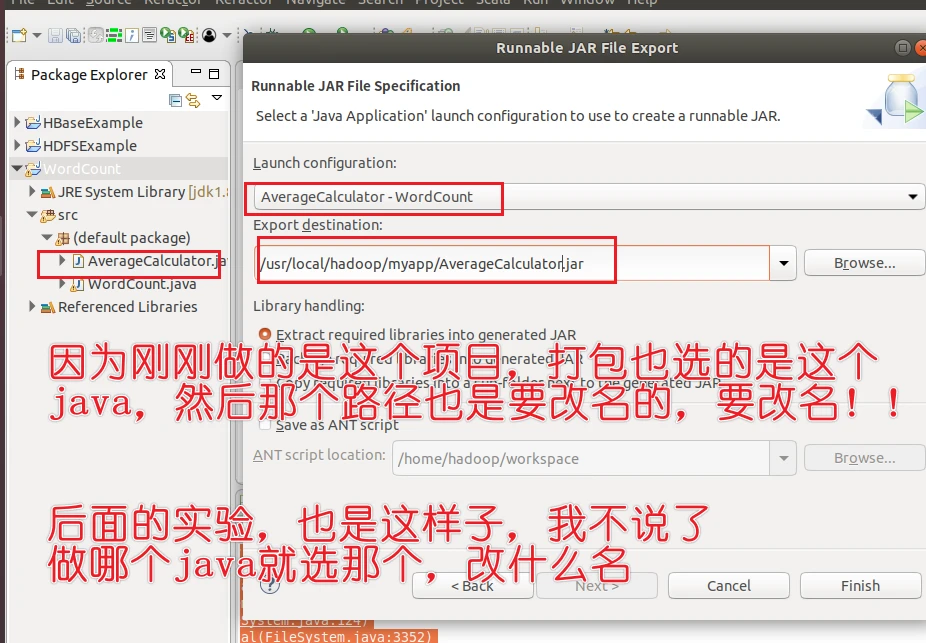 File Edit Source Refactor Refactor Navigate Search Project Scala Run Window Help
Runnable JAR File Export
Package Explorer
Runnable JAR File Specification
Select a 'Java Application' launch configuration to use to create a runnable JAR.
HBaseExample
HDFSExample
WordCount
JRE System Library [jdk1.8
src
(default package)
AverageCalculator.ja
WordCount.java
Referenced Libraries
Launch configuration:
AverageCalculator - WordCount
Export destination:
/usr/local/hadoop/myapp/AverageCalculator.jar
Browse...
Library handling:
Extract required libraries into generated JAR
Package required libraries into generated JAR
Copy required libraries into a sub-folder next to the generated JAR
因为刚刚做的是这个项目，打包也选的是这个
java，然后那个路径也是要改名的，要改名！！
Save as ANT script
ANT script location:
/home/hadoop/workspace
Browse...
后面的实验，也是这样子，我不说了
做哪个java就选那个，改什么名
?
< Back
Next >
Cancel
Finish
System.java:124)
al(FileSystem.java:3352)